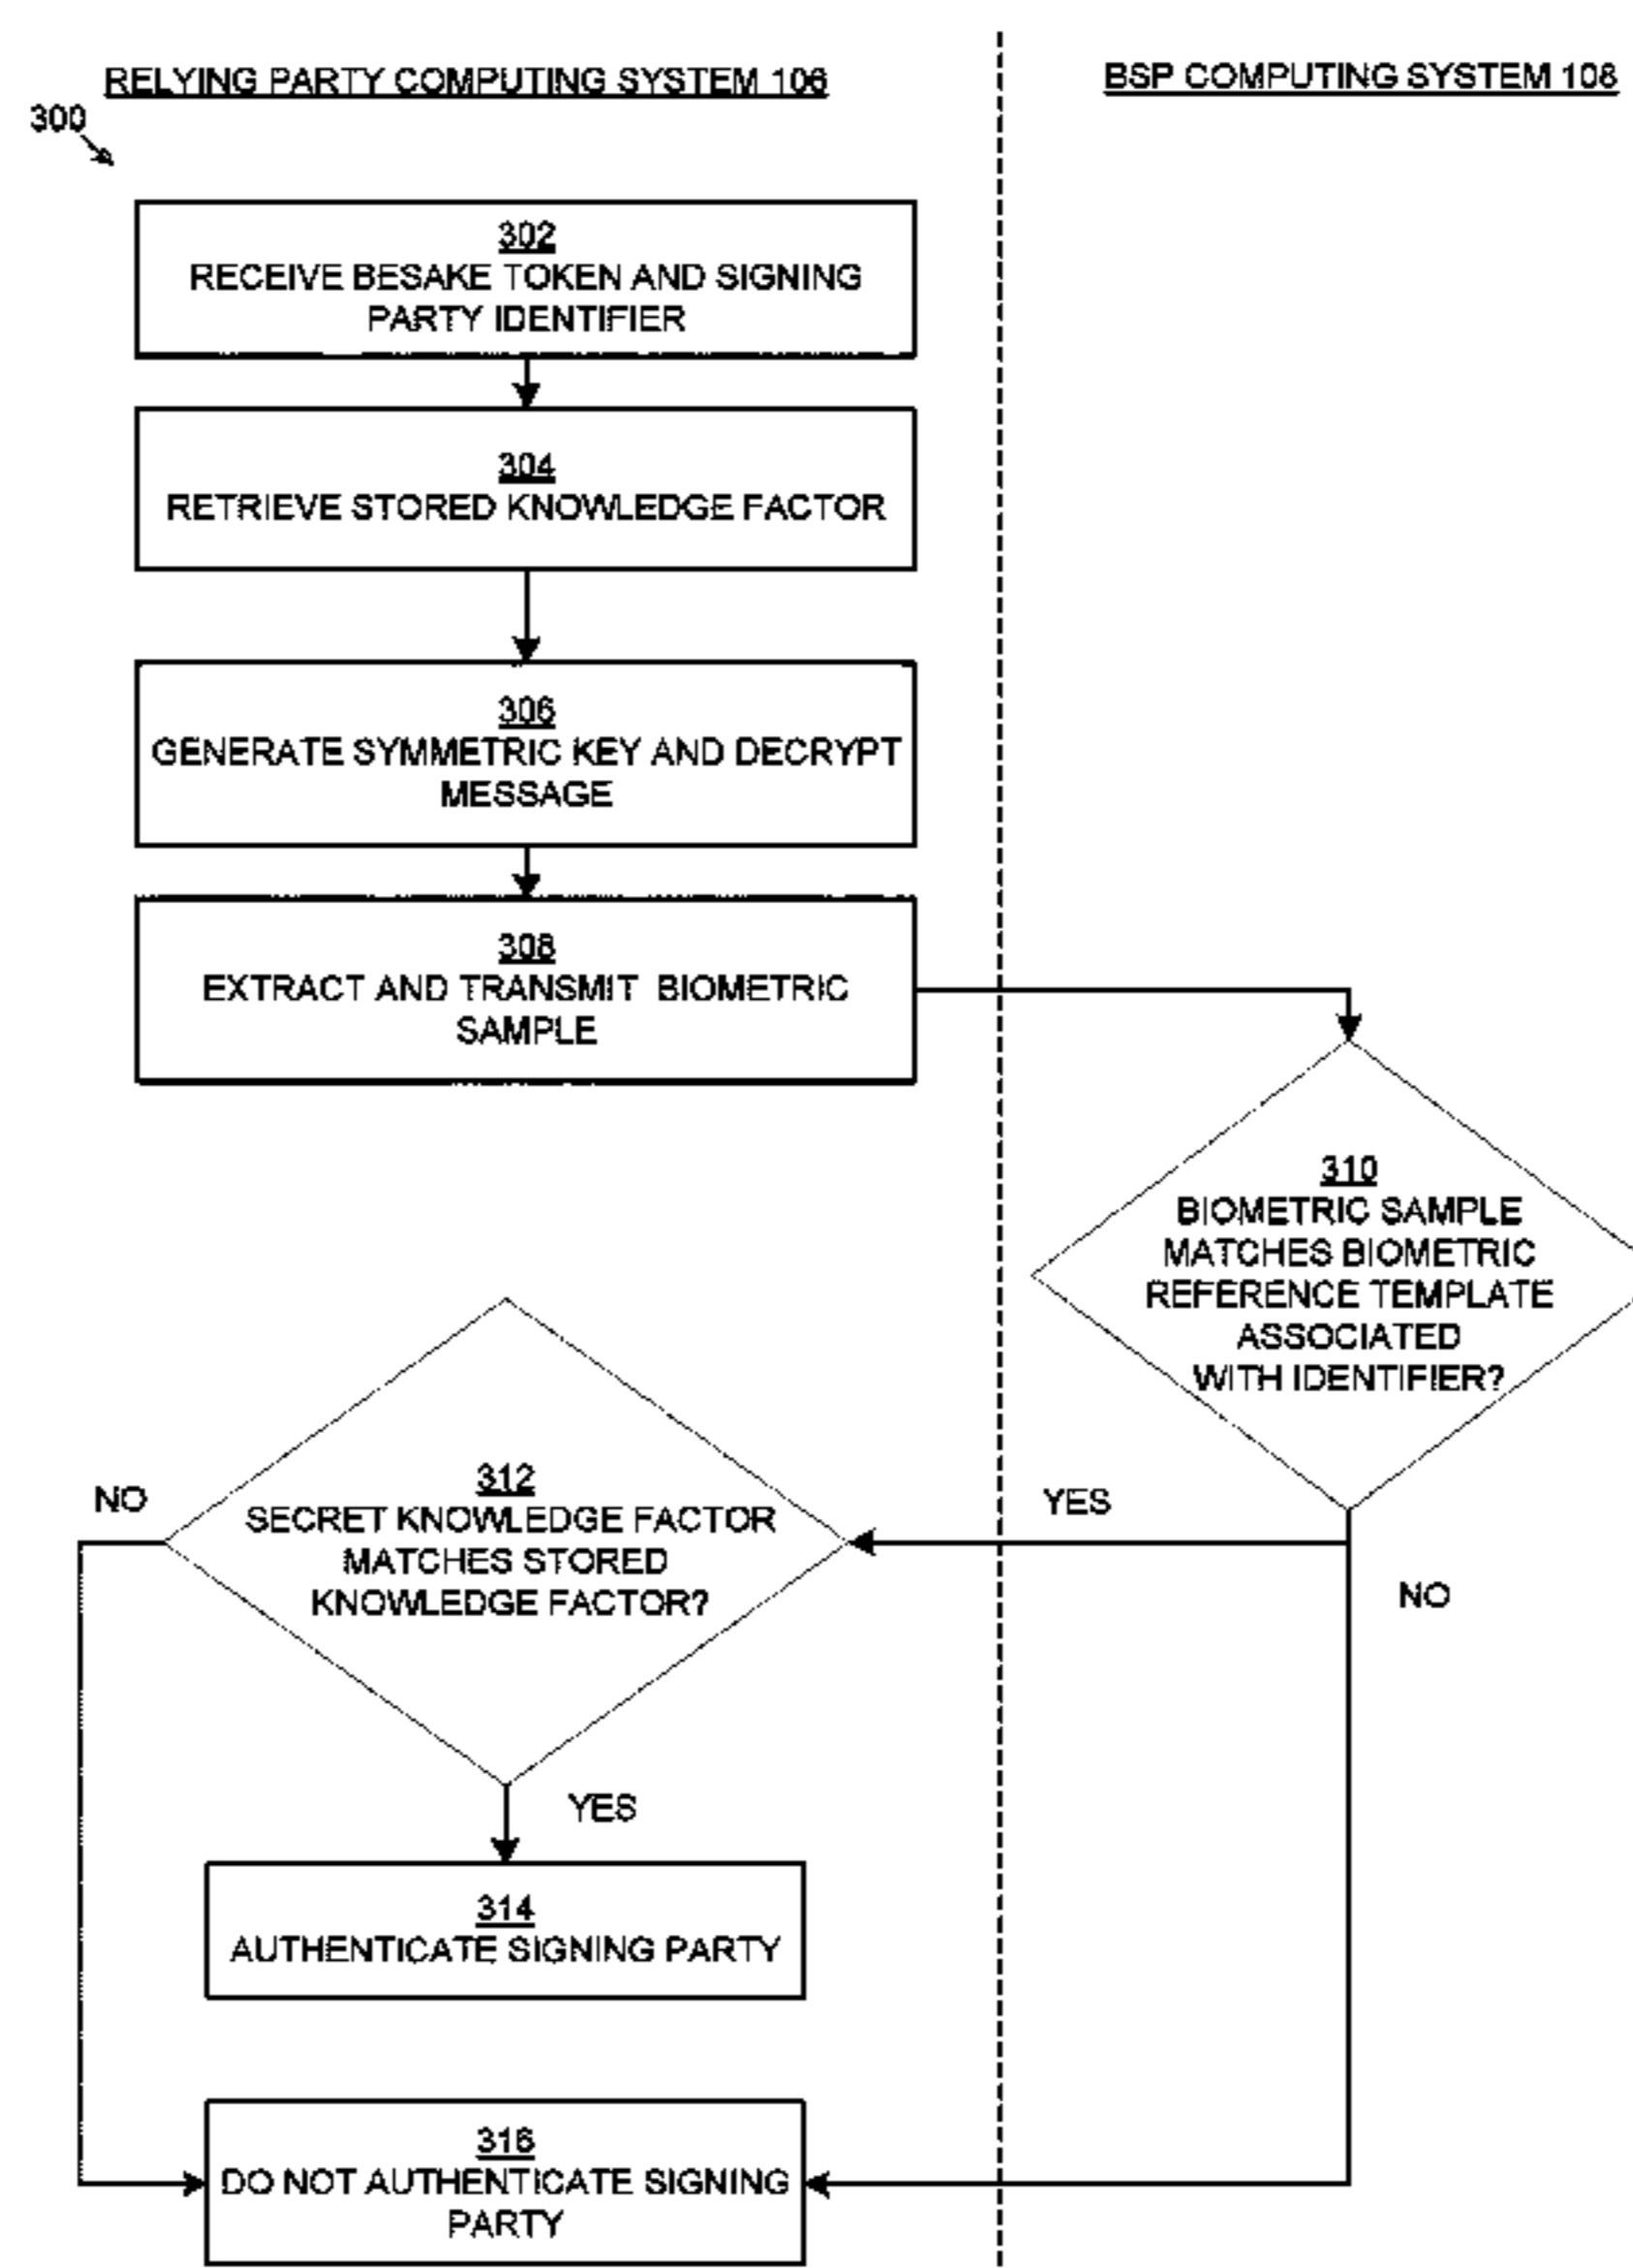 RELYING PARTY COMPUTING SYSTEM 106
BSP COMPUTING SYSTEM 108
300
302
RECEIVE BESAKE TOKEN AND SIGNING
PARTY IDENTIFIER
304
RETRIEVE STORED KNOWLEDGE FACTOR
306
GENERATE SYMMETRIC KEY AND DECRYPT
MESSAGE
308
EXTRACT AND TRANSMIT BIOMETRIC
SAMPLE
310
BIOMETRIC SAMPLE
MATCHES BIOMETRIC
REFERENCE TEMPLATE
ASSOCIATED
WITH IDENTIFIER?
YES
NO
312
SECRET KNOWLEDGE FACTOR
MATCHES STORED
KNOWLEDGE FACTOR?
NO
YES
314
AUTHENTICATE SIGNING PARTY
316
DO NOT AUTHENTICATE SIGNING
PARTY